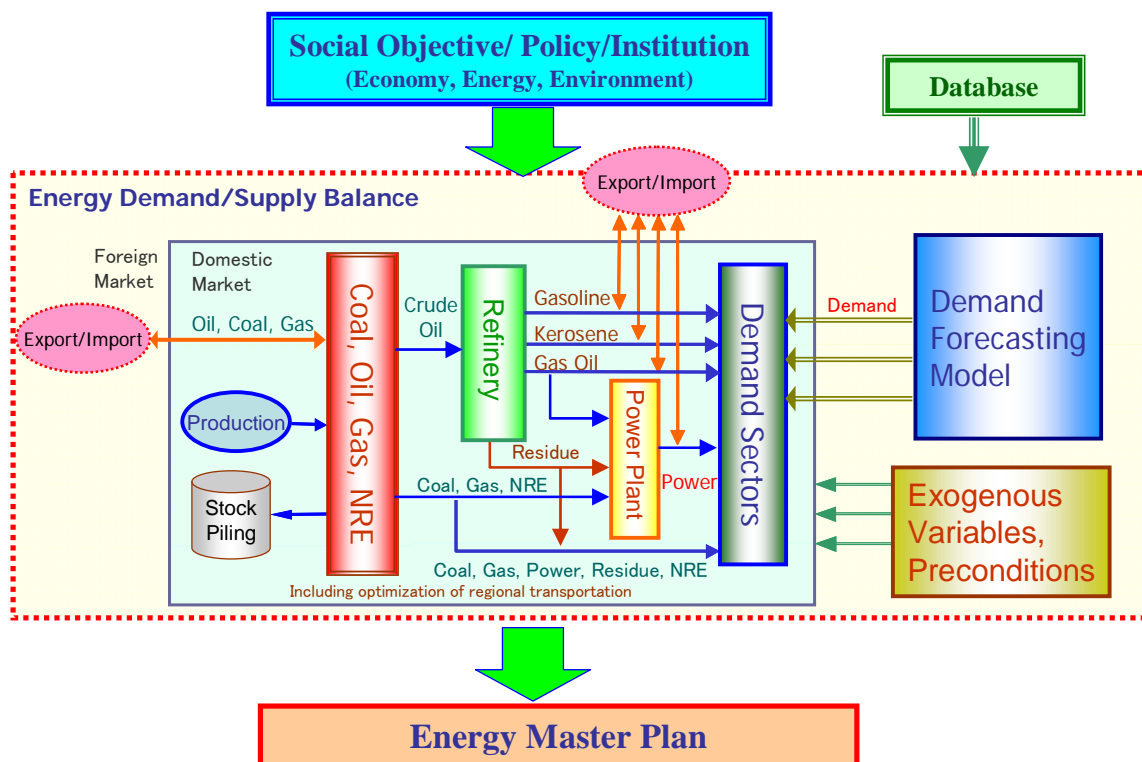 Social Objective/ Policy/Institution
(Economy, Energy, Environment)
Database
Export/Import
Energy Demand/Supply Balance
Foreign
Market
Domestic
Market
Oil, Coal, Gas
Export/Import
Production
Stock
Piling
Coal, Oil, Gas, NRE
Crude
Oil
Refinery
Gasoline
Kerosene
Gas Oil
Residue
Coal, Gas, NRE
Power Plant
Power
Demand Sectors
Coal, Gas, Power, Residue, NRE
Including optimization of regional transportation
Demand
Demand
Forecasting
Model
Exogenous
Variables,
Preconditions
Energy Master Plan